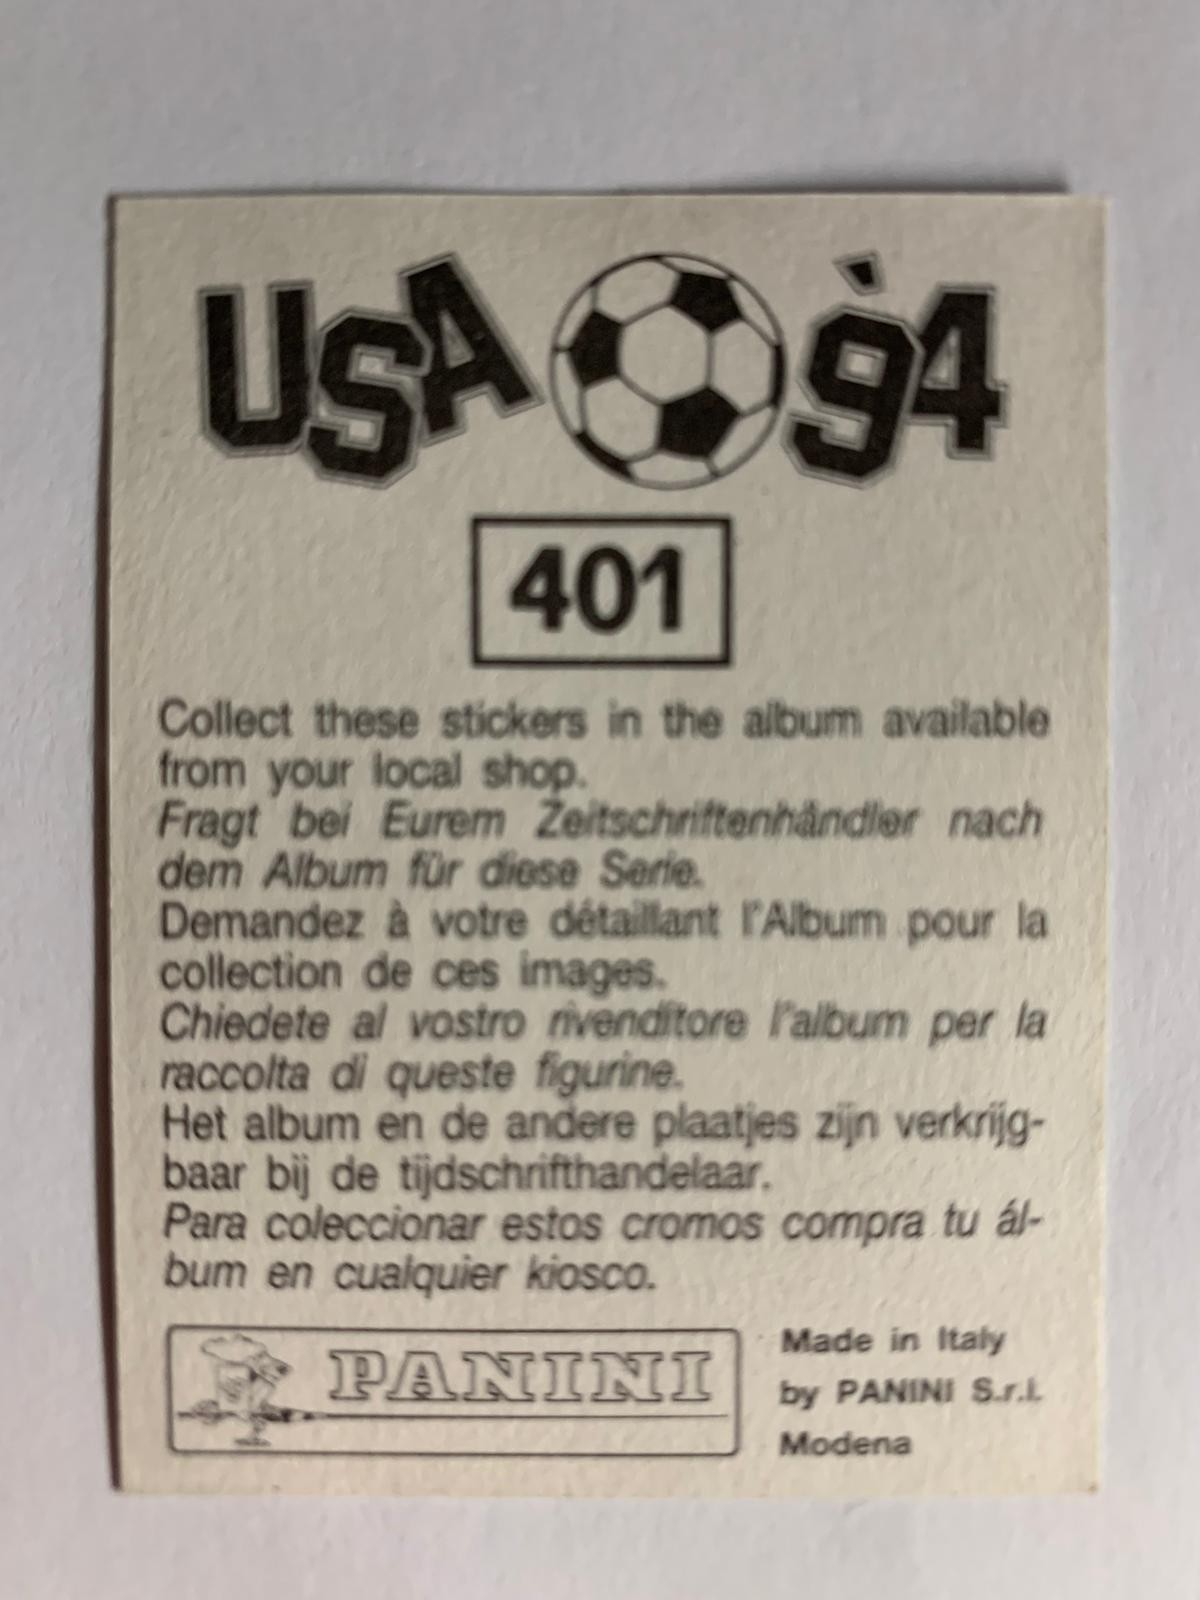 USA '94
401
Collect these stickers in the album available
from your local shop.
Fragt bei Eurem Zeitschriftenhändler nach
dem Album für diese Serie.
Demandez à votre détaillant l'Album pour la
collection de ces images.
Chiedete al vostro rivenditore l'album per la
raccolta di queste figurine.
Het album en de andere plaatjes zijn verkrijg-
baar bij de tijdschrifthandelaar.
Para coleccionar estos cromos compra tu ál-
bum en cualquier kiosco.
PANINI
Made in Italy
by PANINI S.r.l.
Modena